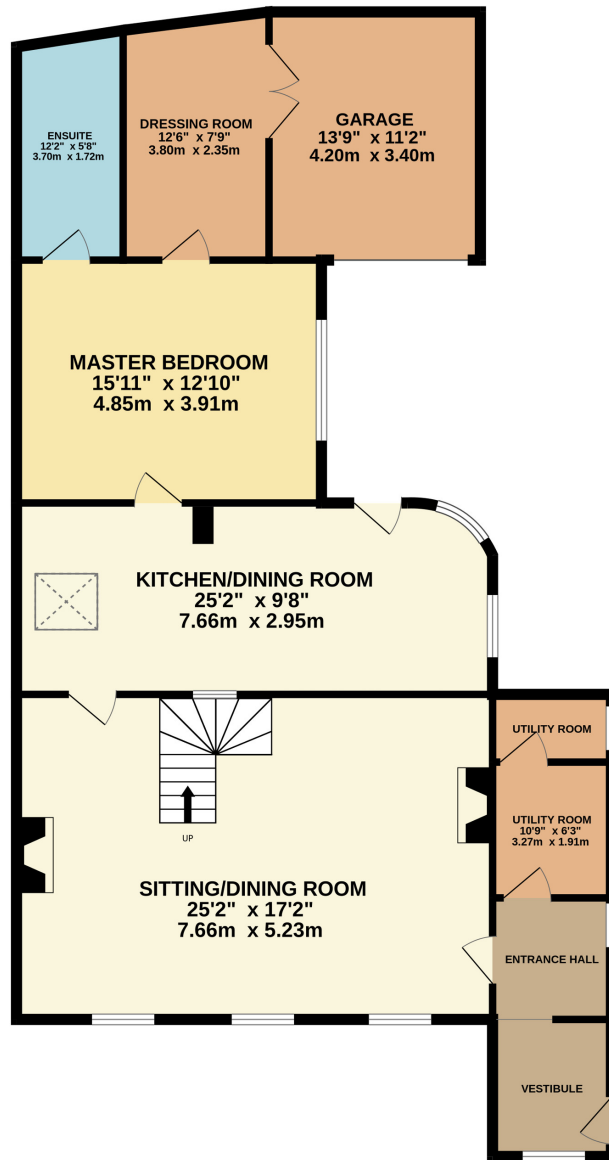 ENSUITE
12'2" x 5'8"
3.70m x 1.72m
DRESSING ROOM
12'6" x 7'9"
3.80m x 2.35m
GARAGE
13'9" x 11'2"
4.20m x 3.40m
MASTER BEDROOM
15'11" x 12'10"
4.85m x 3.91m
KITCHEN/DINING ROOM
25'2" x 9'8"
7.66m x 2.95m
UTILITY ROOM
UTILITY ROOM
10'9" x 6'3"
3.27m x 1.91m
UP
SITTING/DINING ROOM
25'2" x 17'2"
7.66m x 5.23m
ENTRANCE HALL
VESTIBULE